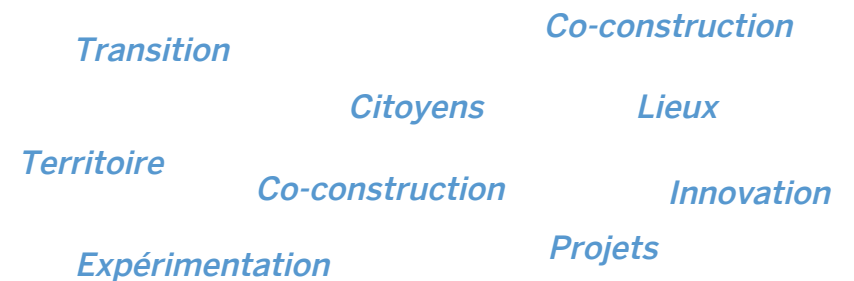 Co-construction
Transition
Citoyens
Lieux
Territoire
Co-construction
Innovation
Projets
Expérimentation